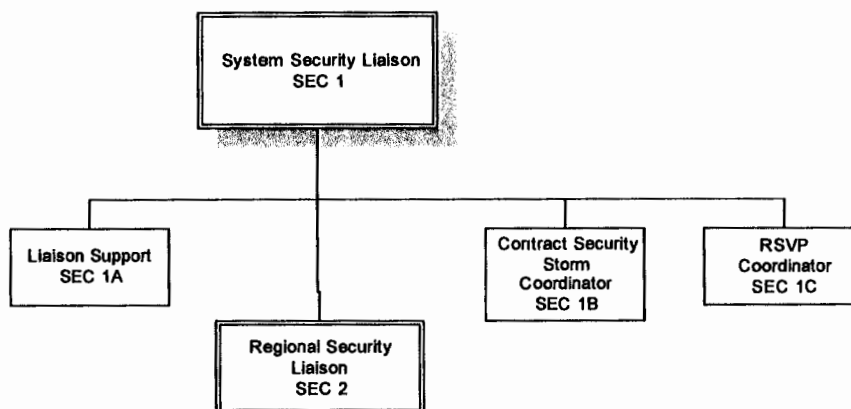 System Security Liaison
SEC 1
Liaison Support
SEC 1A
Contract Security
Storm
Coordinator
SEC 1B
RSVP
Coordinator
SEC 1C
Regional Security
Liaison
SEC 2